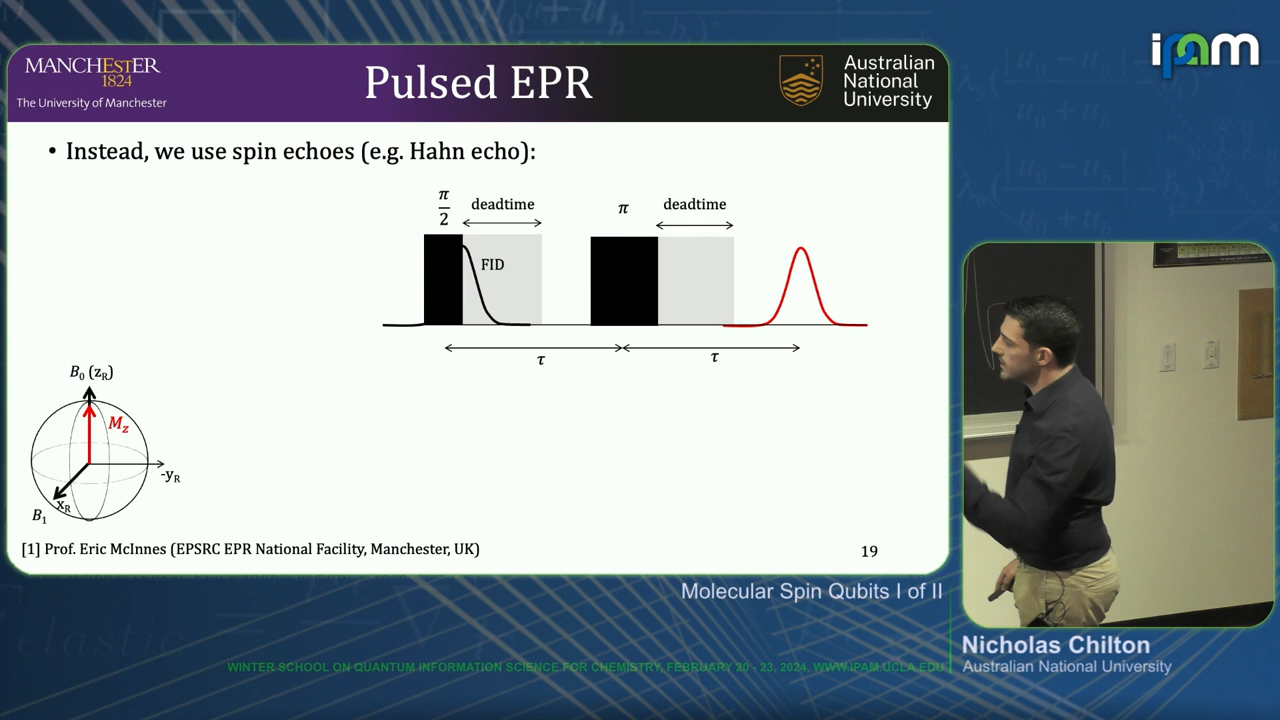 MANCHESTER
1824
The University of Manchester
Pulsed EPR
Australian
National
University
ipam
• Instead, we use spin echoes (e.g. Hahn echo):
π/2
deadtime
π
deadtime
FID
τ
τ
B₀ (z_R)
M_z
-y_R
x_R
B₁
[1] Prof. Eric McInnes (EPSRC EPR National Facility, Manchester, UK)
19
Molecular Spin Qubits I of II
Nicholas Chilton
Australian National University
WINTER SCHOOL ON QUANTUM INFORMATION SCIENCE FOR CHEMISTRY, FEBRUARY 20 - 23, 2024, WWW.IPAM.UCLA.EDU